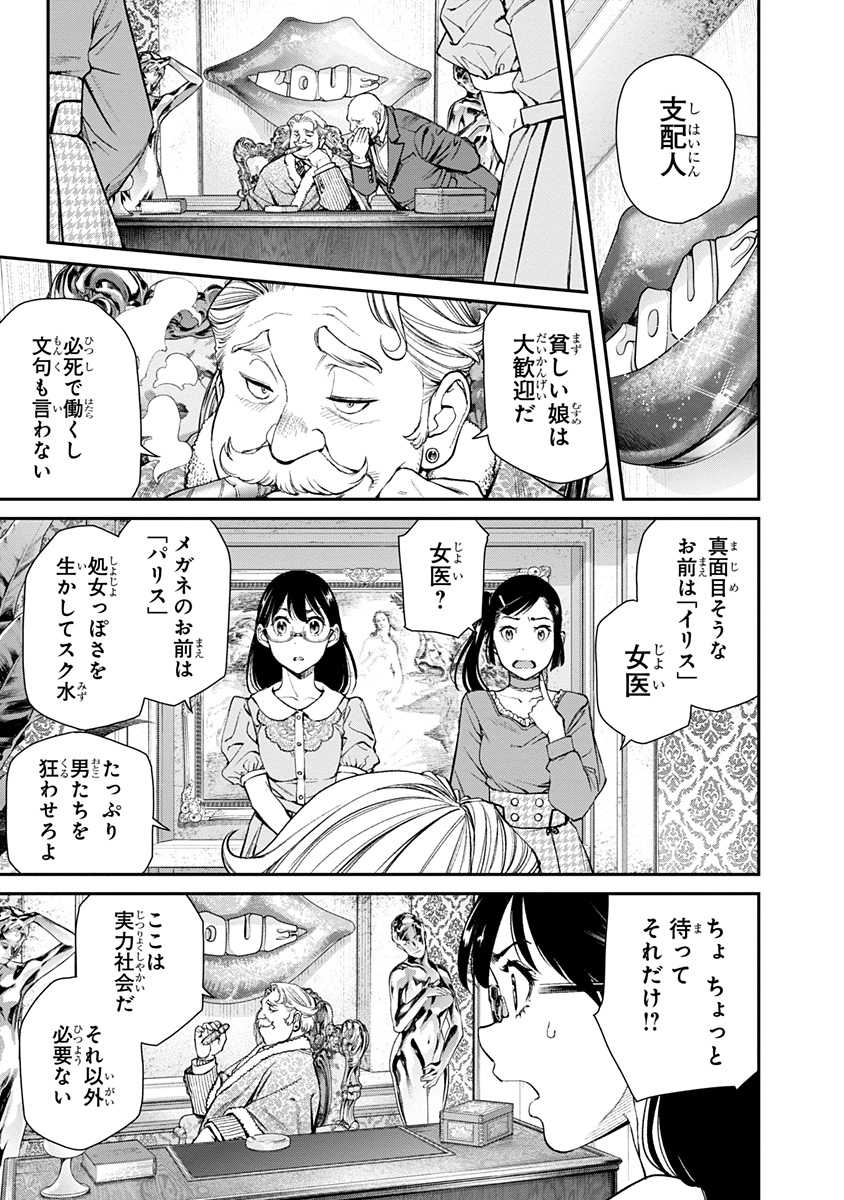 支配人
LOVE
貧しい娘は
大歓迎だ
必死で働くし
文句も言わない
真面目そうな
お前は「イリス」
女医
女医?
メガネのお前は
「パリス」
処女っぽさを
生かしてスク水
たっぷり
男たちを
狂わせろよ
ちょ ちょっと
待って
それだけ!?
ここは
実力社会だ
それ以外
必要ない